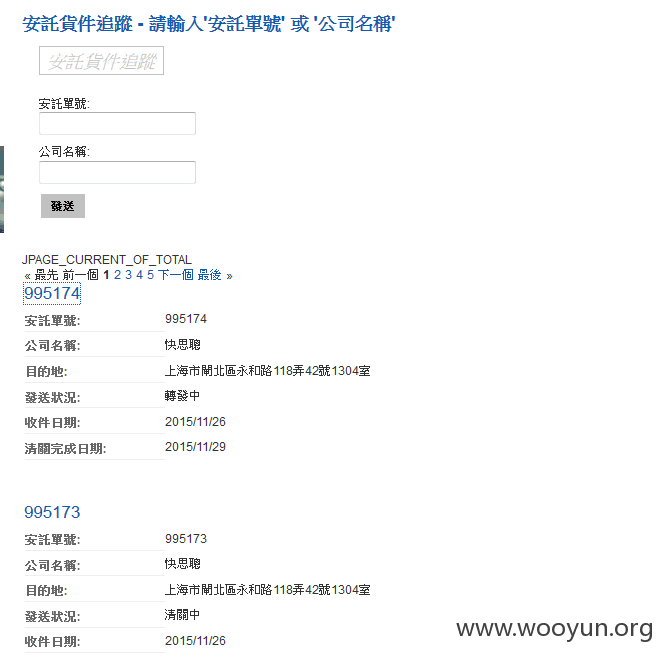 安託貨件追蹤 - 請輸入'安託單號' 或 '公司名稱'
安託貨件追蹤
安託單號:
公司名稱:
發送
JPAGE_CURRENT_OF_TOTAL
« 最先 前一個 1 2 3 4 5 下一個 最後 »
995174
安託單號: 995174
公司名稱: 快思聰
目的地: 上海市閘北區永和路118弄42號1304室
發送狀況: 轉發中
收件日期: 2015/11/26
清關完成日期: 2015/11/29
995173
安託單號: 995173
公司名稱: 快思聰
目的地: 上海市閘北區永和路118弄42號1304室
發送狀況: 清關中
收件日期: 2015/11/26
www.wooyun.org